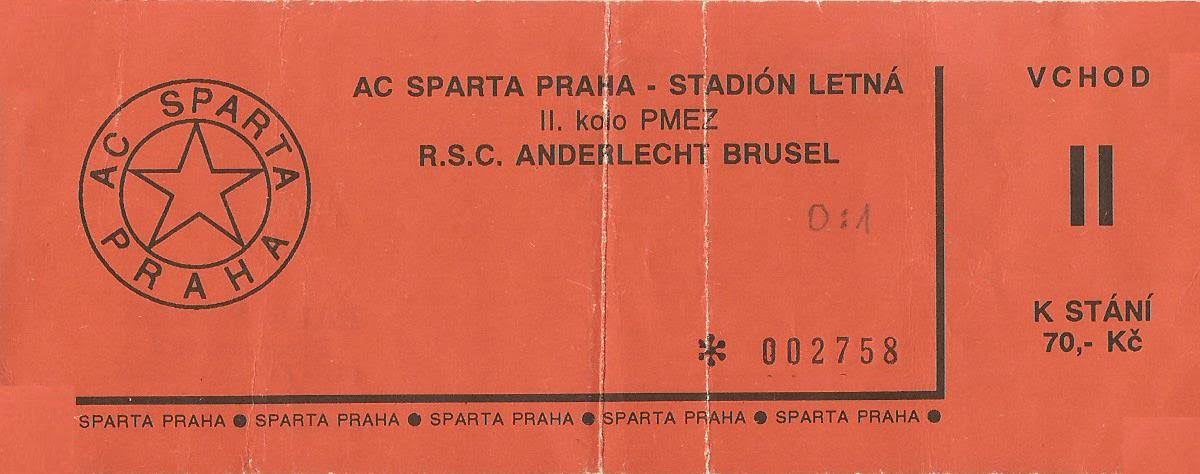 AC SPARTA PRAHA
AC SPARTA PRAHA - STADIÓN LETNÁ
II. kolo PMEZ
R.S.C. ANDERLECHT BRUSEL
0:1
* 002758
SPARTA PRAHA ● SPARTA PRAHA ● SPARTA PRAHA ● SPARTA PRAHA ● SPARTA PRAHA ●
VCHOD
II
K STÁNÍ
70,- Kč